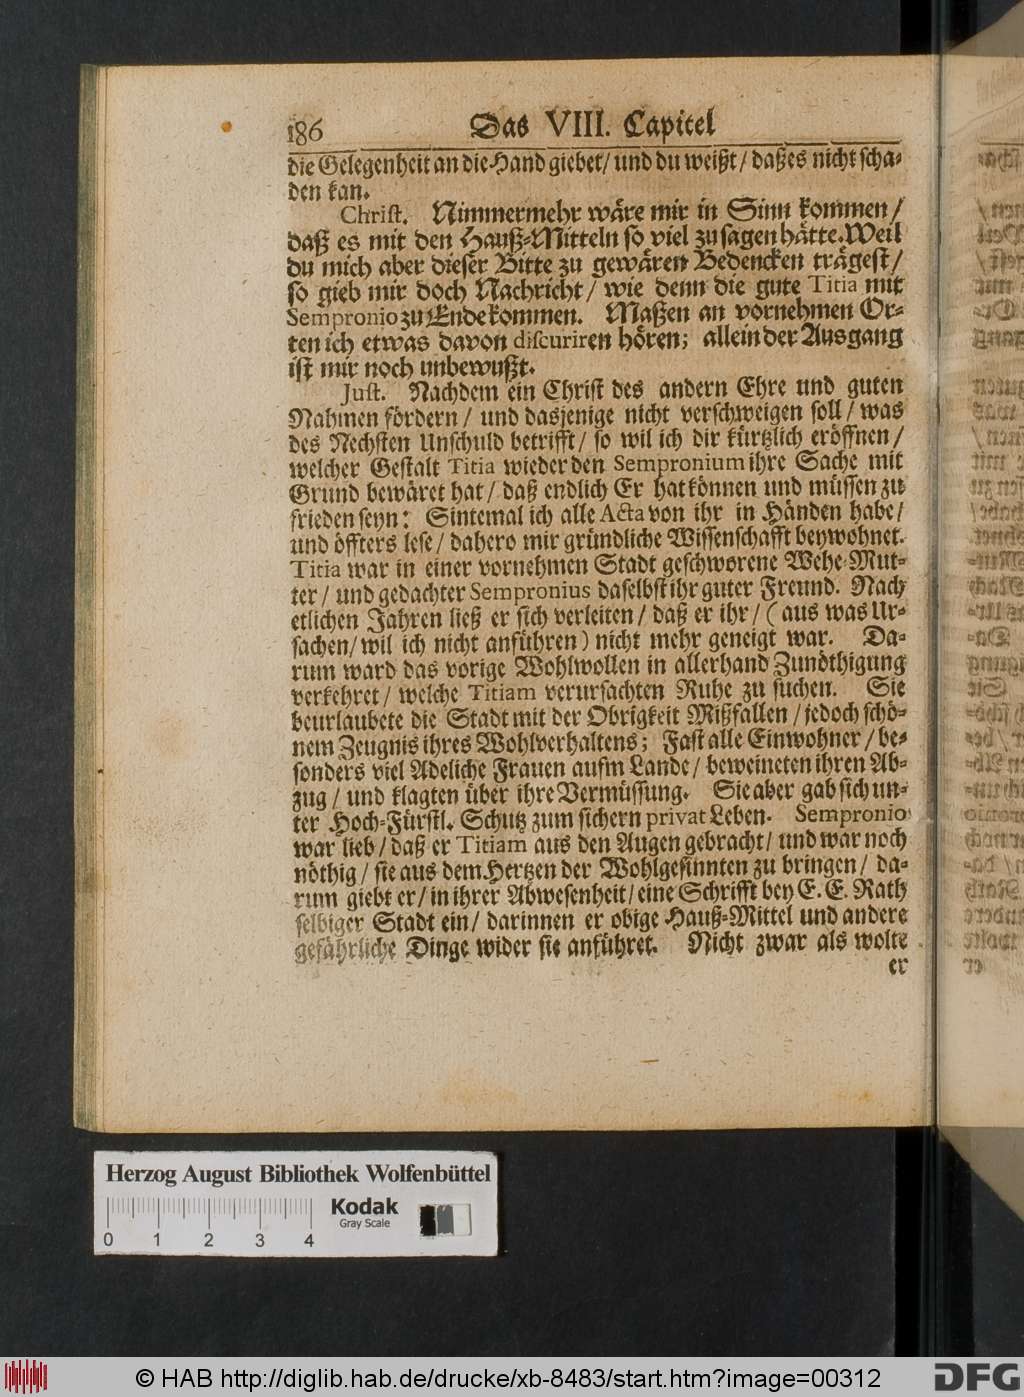 186 Das VIII. Capitel
die Gelegenheit an die Hand giebet / und du weißt / daß es nicht scha-
den kan.
Christ. Nimmermehr wäre mir in Sinn kommen /
daß es mit den Hauß-Mitteln so viel zu sagen hätte. Weil
du mich aber dieser Bitte zu gewären Bedencken trägest /
so gieb mir doch Nachricht / wie denn die gute Titia mit
Sempronio zu Ende kommen. Maßen an vornehmen Or-
ten ich etwas davon discuriren hören; allein der Ausgang
ist mir noch unbewußt.
Just. Nachdem ein Christ des andern Ehre und guten
Nahmen fördern / und dasjenige nicht verschweigen soll / was
des Nechsten Unschuld betrifft / so wil ich dir kürtzlich eröffnen /
welcher Gestalt Titia wieder den Sempronium ihre Sache mit
Grund bewäret hat / daß endlich Er hat können und müssen zu
frieden seyn: Sintemal ich alle Acta von ihr in Händen habe /
und öffters lese / dahero mir gründliche Wissenschafft beywohnet.
Titia war in einer vornehmen Stadt geschworene Wehe-Mut-
ter / und gedachter Sempronius daselbst ihr guter Freund. Nach
etlichen Jahren ließ er sich verleiten / daß er ihr / (aus was Ur-
sachen / wil ich nicht anführen) nicht mehr geneigt war. Da-
rum ward das vorige Wohlwollen in allerhand Zunöthigung
verkehret / welche Titiam verursachten Ruhe zu suchen. Sie
beurlaubete die Stadt mit der Obrigkeit Mißfallen / jedoch schö-
nem Zeugnis ihres Wohlverhaltens; Fast alle Einwohner / be-
sonders viel Adeliche Frauen aufm Lande / beweineten ihren Ab-
zug / und klagten über ihre Vermüssung. Sie aber gab sich un-
ter Hoch-Fürstl. Schutz zum sichern privat Leben. Sempronio
war lieb / daß er Titiam aus den Augen gebracht / und war noch
nöthig / sie aus dem Hertzen der Wohlgesinnten zu bringen / da-
rum giebt er / in ihrer Abwesenheit / eine Schrifft bey E. E. Rath
selbiger Stadt ein / darinnen er obige Hauß-Mittel und andere
gefährliche Dinge wider sie anführet. Nicht zwar als wolte
er
Herzog August Bibliothek Wolfenbüttel
Kodak
Gray Scale
0 1 2 3 4
© HAB http://diglib.hab.de/drucke/xb-8483/start.htm?image=00312
DFG